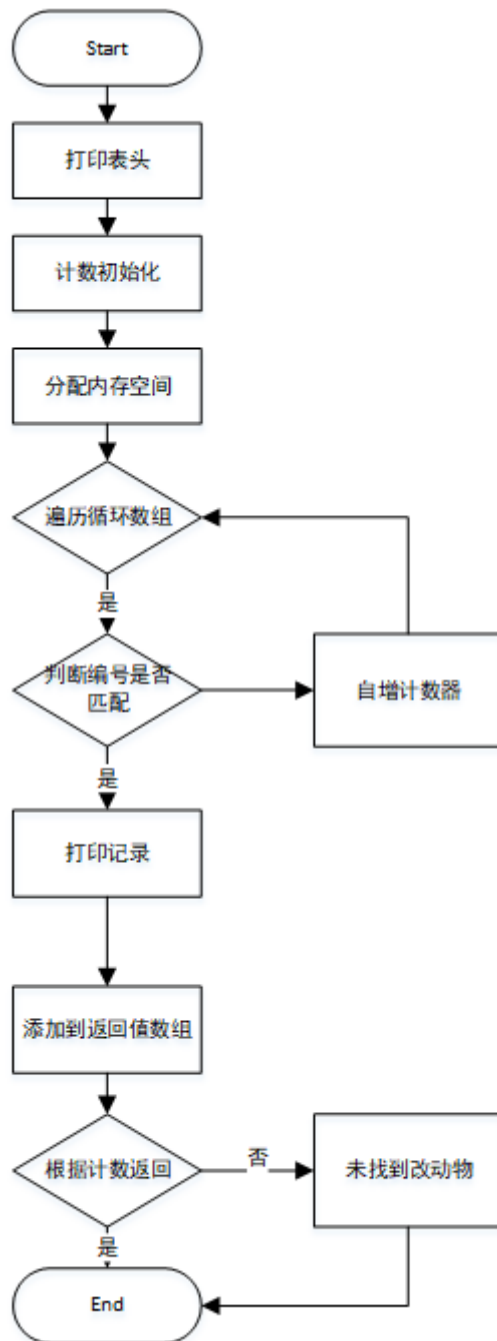 Start
打印表头
计数初始化
分配内存空间
遍历循环数组
是
判断编号是否
匹配
自增计数器
是
打印记录
添加到返回值数组
根据计数返回
否
未找到改动物
是
End